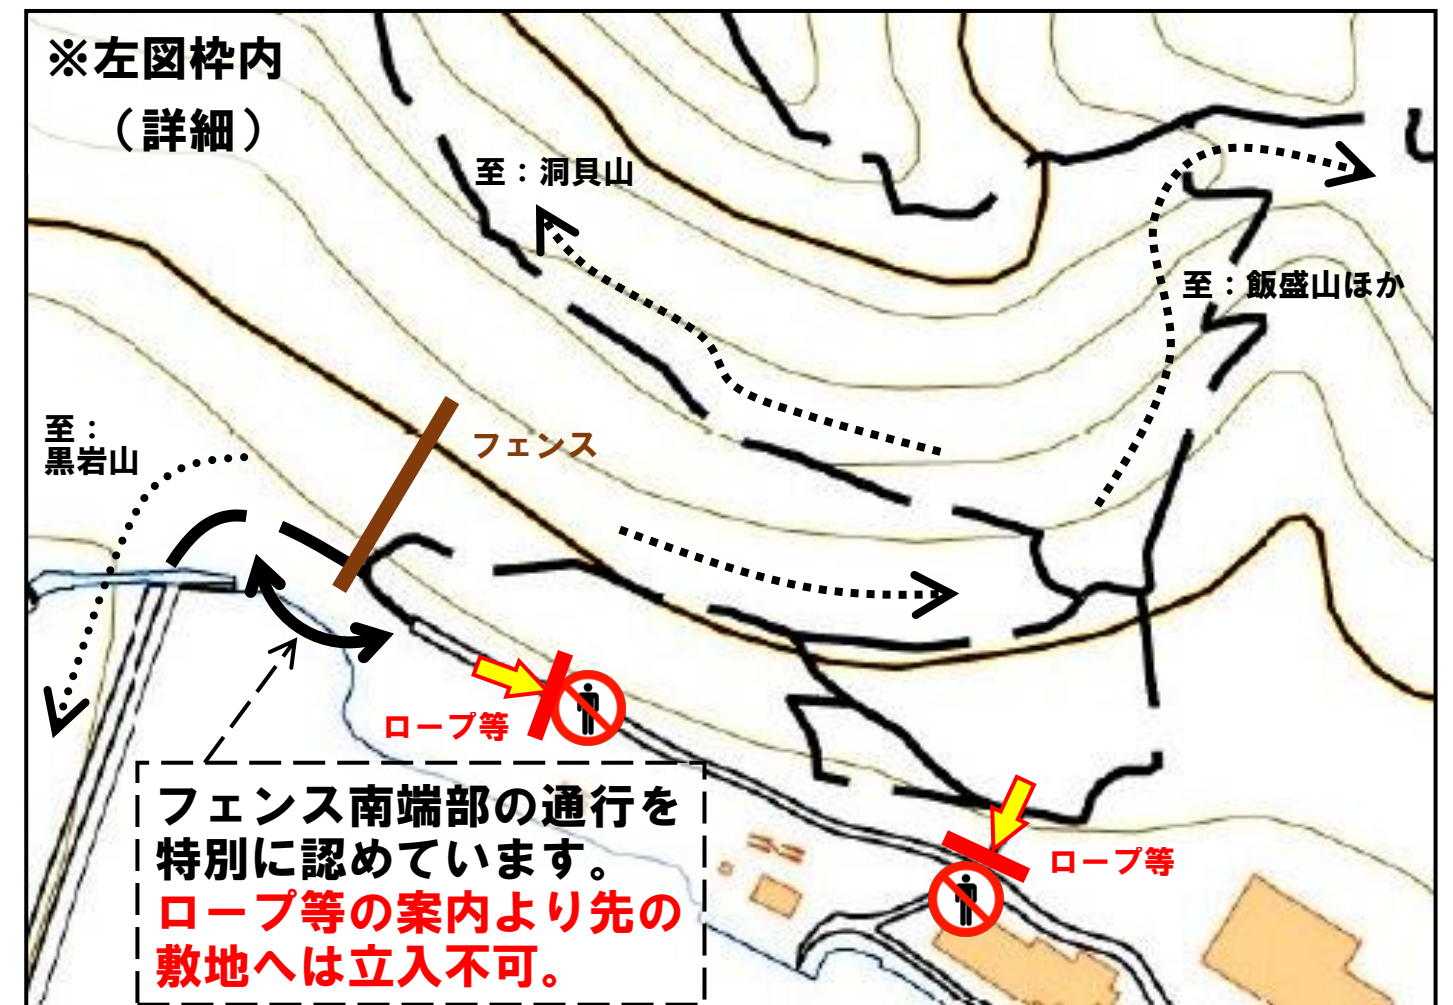 ※左図枠内
（詳細）
至：洞貝山
至：飯盛山ほか
至：
黒岩山
フェンス
ロープ等
ロープ等
フェンス南端部の通行を
特別に認めています。
ロープ等の案内より先の
敷地へは立入不可。